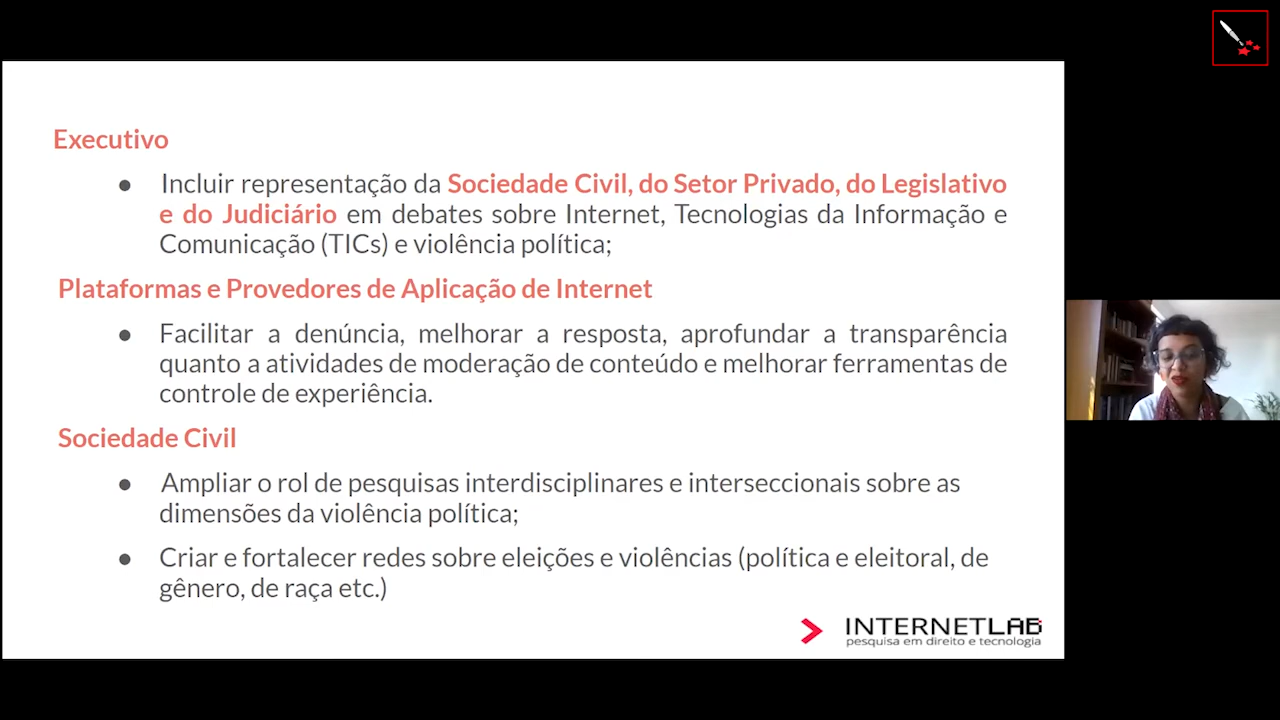 Executivo
● Incluir representação da Sociedade Civil, do Setor Privado, do Legislativo
e do Judiciário em debates sobre Internet, Tecnologias da Informação e
Comunicação (TICs) e violência política;
Plataformas e Provedores de Aplicação de Internet
● Facilitar a denúncia, melhorar a resposta, aprofundar a transparência
quanto a atividades de moderação de conteúdo e melhorar ferramentas de
controle de experiência.
Sociedade Civil
● Ampliar o rol de pesquisas interdisciplinares e interseccionais sobre as
dimensões da violência política;
● Criar e fortalecer redes sobre eleições e violências (política e eleitoral, de
gênero, de raça etc.)
INTERNETLAB
pesquisa em direito e tecnologia